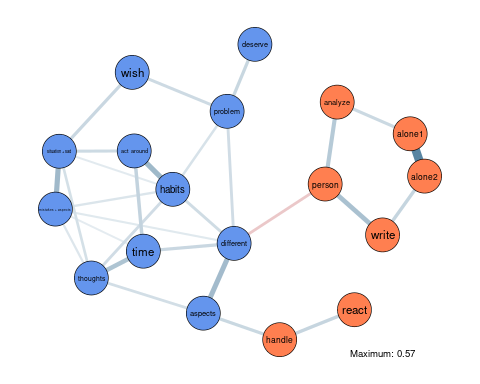 deserve
wish
problem
analyze
alone1
act around
alone2
habits
person
write
time
different
thoughts
aspects
react
handle
Maximum: 0.57